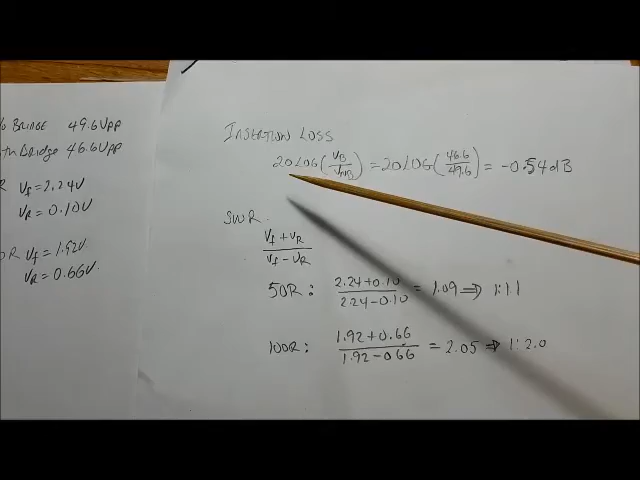 Bridge 49.6Vpp
Bridge 46.6Vpp
R Vf = 2.24V
VR = 0.10V
R Vf = 1.92V
VR = 0.66V.
INSERTION LOSS
20LOG(VB/VNB) = 20LOG(46.6/49.6) = -0.54dB
SWR.
Vf + VR
Vf - VR
50R: 2.24+0.10/2.24-0.10 = 1.09 ⇒ 1:1.1
100R: 1.92+0.66/1.92-0.66 = 2.05 ⇒ 1:2.0